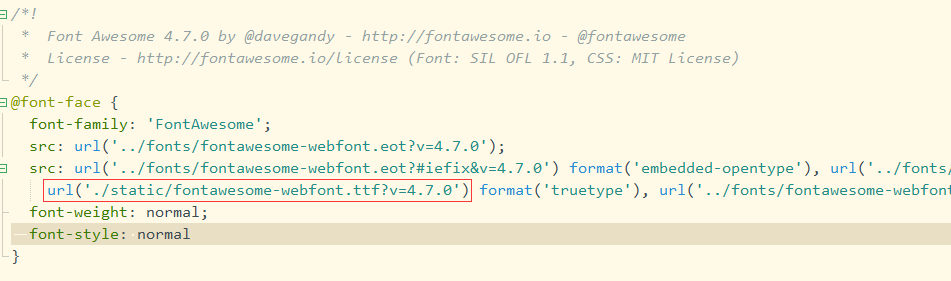 /*!
 *  Font Awesome 4.7.0 by @davegandy - http://fontawesome.io - @fontawesome
 *  License - http://fontawesome.io/license (Font: SIL OFL 1.1, CSS: MIT License)
 */
@font-face {
  font-family: 'FontAwesome';
  src: url('../fonts/fontawesome-webfont.eot?v=4.7.0');
  src: url('../fonts/fontawesome-webfont.eot?#iefix&v=4.7.0') format('embedded-opentype'), url('../fonts/
    url('./static/fontawesome-webfont.ttf?v=4.7.0') format('truetype'), url('../fonts/fontawesome-webfont
  font-weight: normal;
  font-style: normal
}